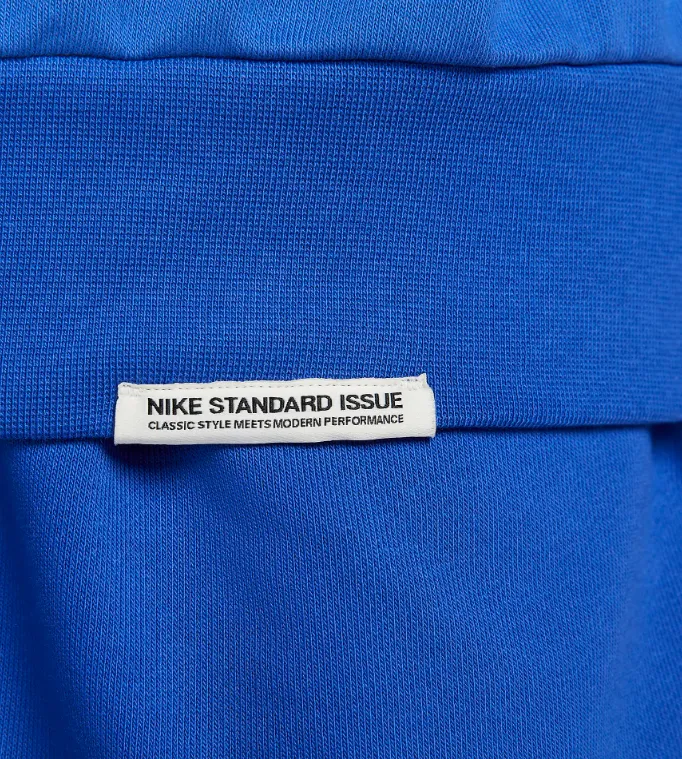 NIKE STANDARD ISSUE
CLASSIC STYLE MEETS MODERN PERFORMANCE